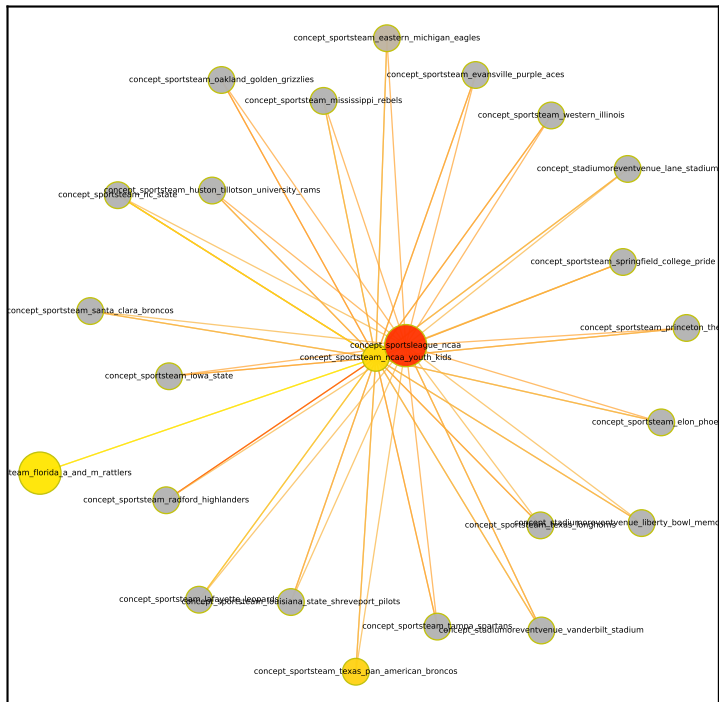 concept_sportsteam_eastern_michigan_eagles
concept_sportsteam_evansville_purple_aces
concept_sportsteam_oakland_golden_grizzlies
concept_sportsteam_mississippi_rebels
concept_sportsteam_western_illinois
concept_stadiumoreventvenue_lane_stadium
concept_sportsteam_huston_tillotson_university_rams
concept_sportsteam_nc_state
concept_sportsteam_springfield_college_pride
concept_sportsteam_santa_clara_broncos
concept_sportsteam_princeton_the
concept_sportsleague_ncaa
concept_sportsteam_ncaa_youth_kids
concept_sportsteam_iowa_state
concept_sportsteam_elon_phoe
team_florida_a_and_m_rattlers
concept_sportsteam_radford_highlanders
concept_sportsteam_texas_longhorns
concept_stadiumoreventvenue_liberty_bowl_memo
concept_sportsteam_lafayette_leopards
concept_sportsteam_louisiana_state_shreveport_pilots
concept_sportsteam_tampa_spartans
concept_stadiumoreventvenue_vanderbilt_stadium
concept_sportsteam_texas_pan_american_broncos